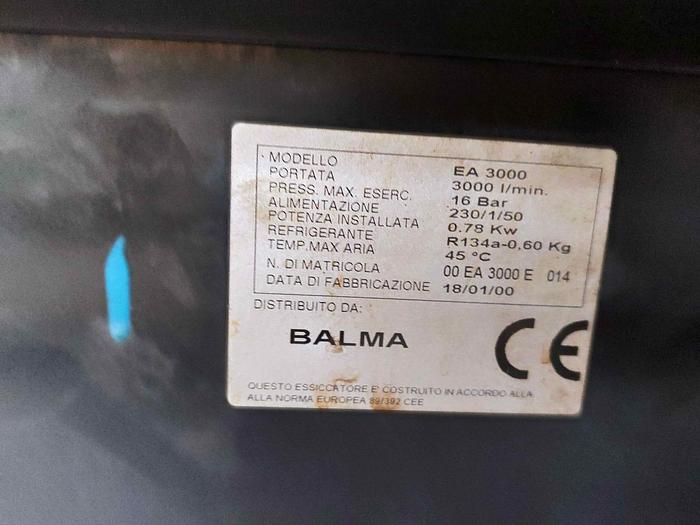 MODELLO EA 3000
PORTATA 3000 l/min.
PRESS. MAX. ESERC. 16 Bar
ALIMENTAZIONE 230/1/50
POTENZA INSTALLATA 0.78 Kw
REFRIGERANTE R134a-0,60 Kg
TEMP.MAX ARIA 45 °C
N. DI MATRICOLA 00 EA 3000 E 014
DATA DI FABBRICAZIONE 18/01/00
DISTRIBUITO DA:
BALMA
CE
QUESTO ESSICCATORE E' COSTRUITO IN ACCORDO ALLA
ALLA NORMA EUROPEA 89/392 CEE